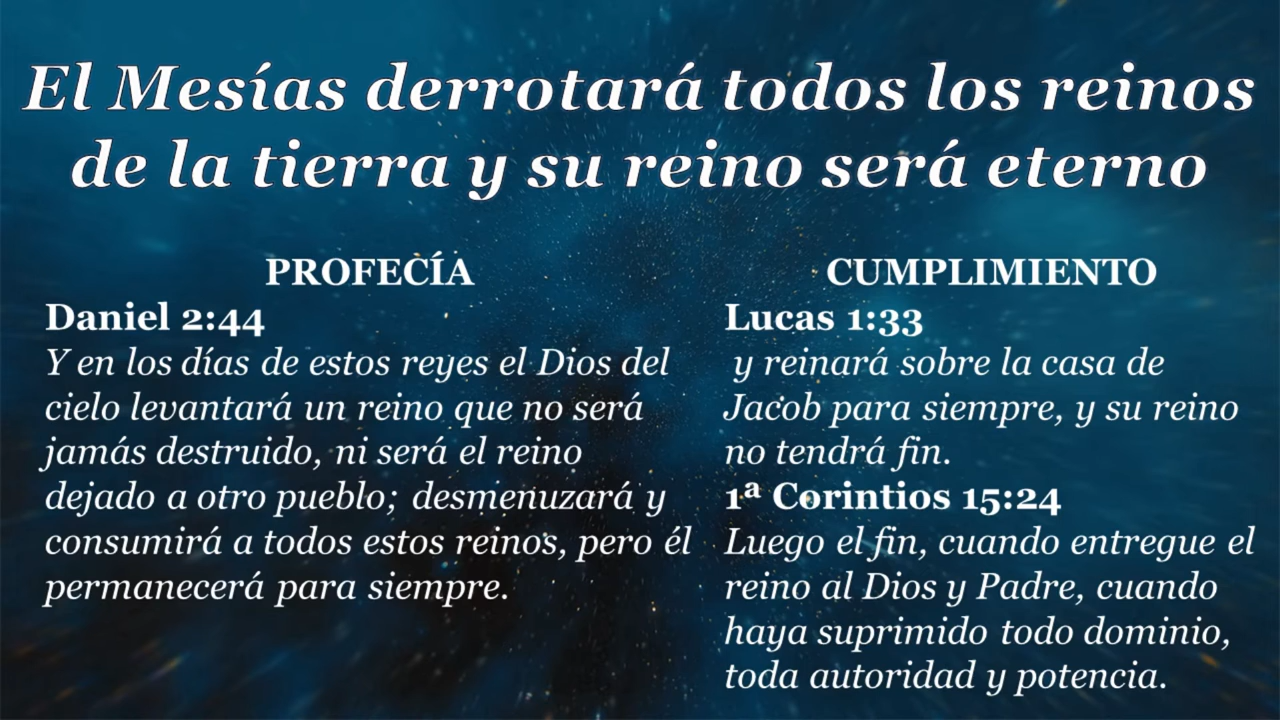 El Mesías derrotará todos los reinos
de la tierra y su reino será eterno
PROFECÍA
Daniel 2:44
Y en los días de estos reyes el Dios del
cielo levantará un reino que no será
jamás destruido, ni será el reino
dejado a otro pueblo; desmenuzará y
consumirá a todos estos reinos, pero él
permanecerá para siempre.
CUMPLIMIENTO
Lucas 1:33
y reinará sobre la casa de
Jacob para siempre, y su reino
no tendrá fin.
1ª Corintios 15:24
Luego el fin, cuando entregue el
reino al Dios y Padre, cuando
haya suprimido todo dominio,
toda autoridad y potencia.